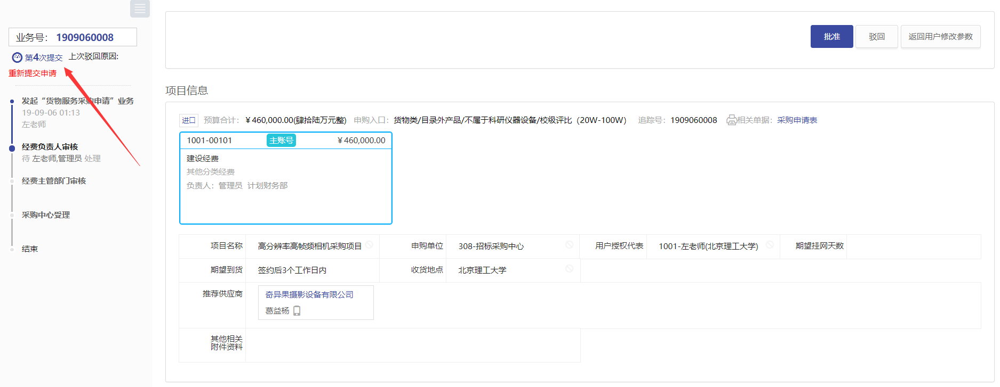 业务号： 1909060008
第4次提交 上次驳回原因:
重新提交申请
发起“货物服务采购申请”业务
19-09-06 01:13
左老师
经费负责人审核
待 左老师,管理员 处理
经费主管部门审核
采购中心受理
结束
批准 驳回 返回用户修改参数
项目信息
进口 预算合计： ￥460,000.00(肆拾陆万元整) 申购入口： 货物类/目录外产品/不属于科研仪器设备/校级评比（20W-100W） 追踪号： 1909060008 相关单据： 采购申请表
1001-00101 主账号 ￥460,000.00
建设经费
其他分类经费
负责人：管理员 计划财务部
项目名称 高分辨率高帧频相机采购项目 申购单位 308-招标采购中心 用户授权代表 1001-左老师(北京理工大学) 期望挂网天数
期望到货 签约后3个工作日内 收货地点 北京理工大学
推荐供应商 奇异果摄影设备有限公司
葛益杨
其他相关
附件资料